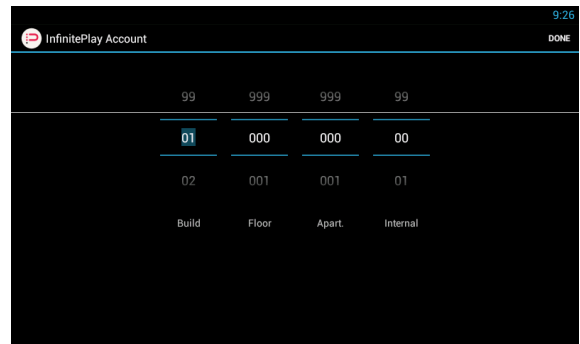 9:26
InfinitePlay Account DONE
99 999 999 99
01 000 000 00
02 001 001 01
Build Floor Apart. Internal